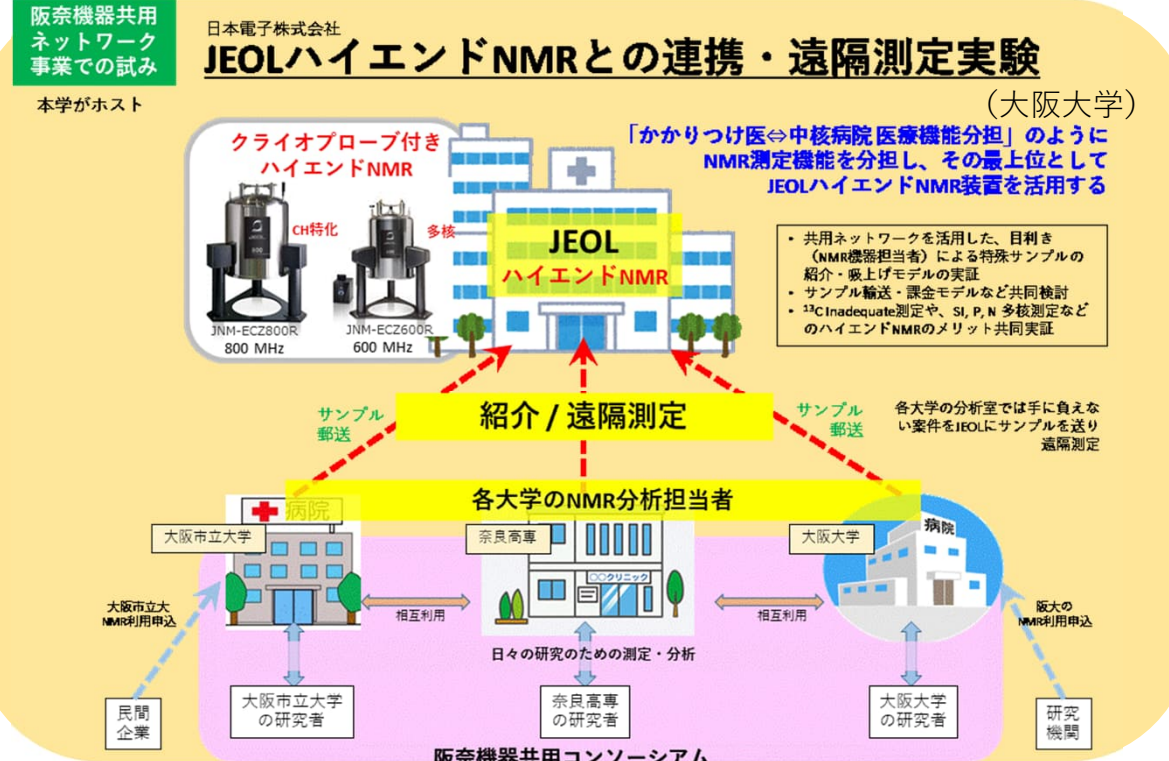 阪奈機器共用
ネットワーク
事業での試み
本学がホスト
日本電子株式会社
JEOLハイエンドNMRとの連携・遠隔測定実験
（大阪大学）
「かかりつけ医⇔中核病院 医療機能分担」のように
NMR測定機能を分担し、その最上位として
JEOLハイエンドNMR装置を活用する
クライオプローブ付き
ハイエンドNMR
CH特化
多核
JNM-ECZ800R
800 MHz
JNM-ECZ600R
600 MHz
JEOL
ハイエンドNMR
• 共用ネットワークを活用した、目利き
（NMR機器担当者）による特殊サンプルの
紹介・吸上げモデルの実証
• サンプル輸送・課金モデルなど共同検討
• ¹³C Inadequate測定や、SI, P, N 多核測定など
どのハイエンドNMRのメリット共同実証
サンプル
郵送
紹介 / 遠隔測定
サンプル
郵送
各大学の分析室では手に負えな
い案件をJEOLにサンプルを送り
遠隔測定
各大学のNMR分析担当者
病院
大阪市立大学
奈良高専
大阪大学
病院
〇〇クリニック
大阪市立大
NMR利用申込
相互利用
相互利用
阪大の
NMR利用申込
日々の研究のための測定・分析
民間
企業
大阪市立大学
の研究者
奈良高専
の研究者
大阪大学
の研究者
研究
機関
阪奈機器共用コンソーシアム